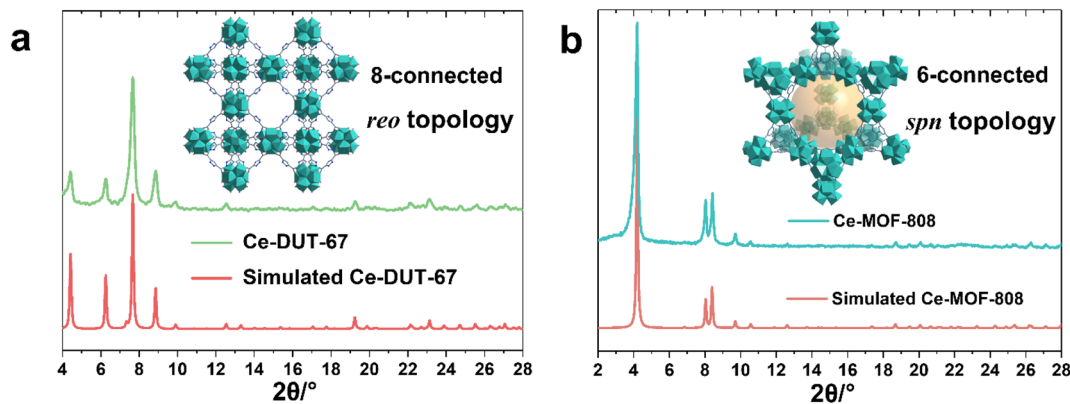 a
8-connected
reo topology
Ce-DUT-67
Simulated Ce-DUT-67
4 6 8 10 12 14 16 18 20 22 24 26 28
2θ/°
b
6-connected
spn topology
Ce-MOF-808
Simulated Ce-MOF-808
2 4 6 8 10 12 14 16 18 20 22 24 26 28
2θ/°